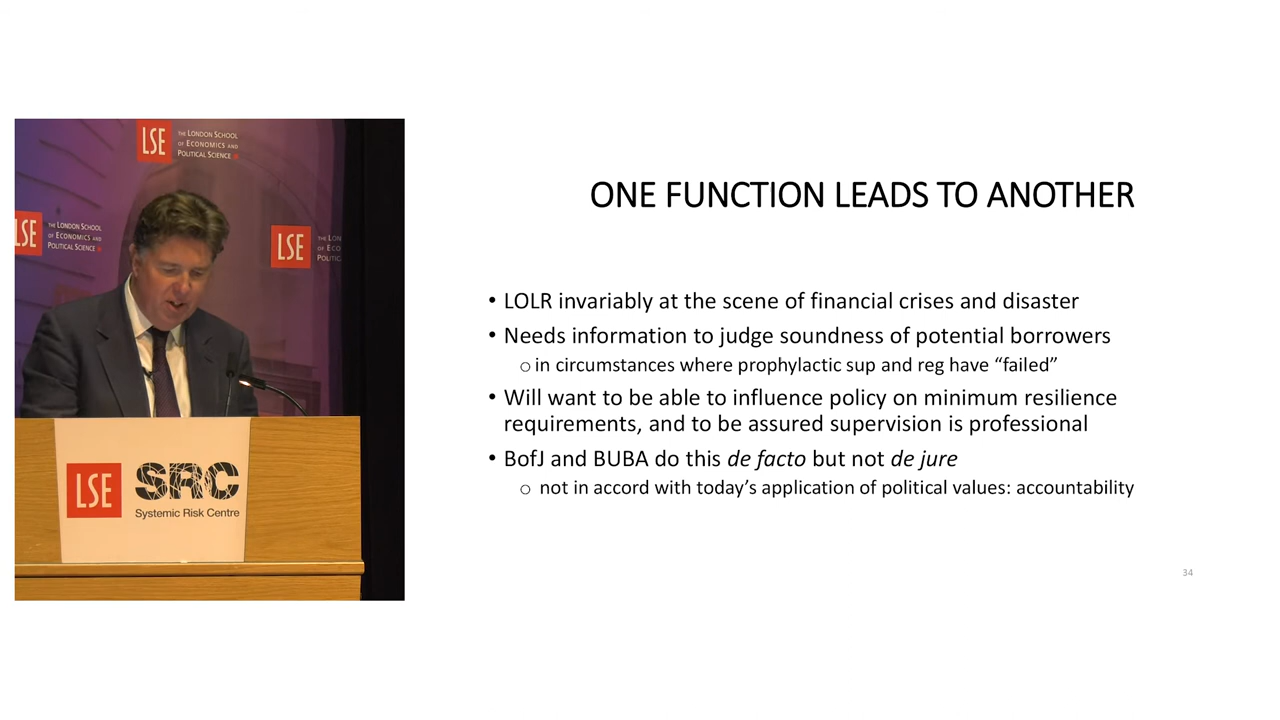 LSE
THE LONDON SCHOOL
OF ECONOMICS AND
POLITICAL SCIENCE
LSE
THE LONDON SCHOOL
OF ECONOMICS AND
POLITICAL SCIENCE
LSE
THE LON
OF ECO
POLITIC
LSE
SRC
Systemic Risk Centre
ONE FUNCTION LEADS TO ANOTHER
• LOLR invariably at the scene of financial crises and disaster
• Needs information to judge soundness of potential borrowers
o in circumstances where prophylactic sup and reg have “failed”
• Will want to be able to influence policy on minimum resilience
requirements, and to be assured supervision is professional
• BofJ and BUBA do this de facto but not de jure
o not in accord with today’s application of political values: accountability
34